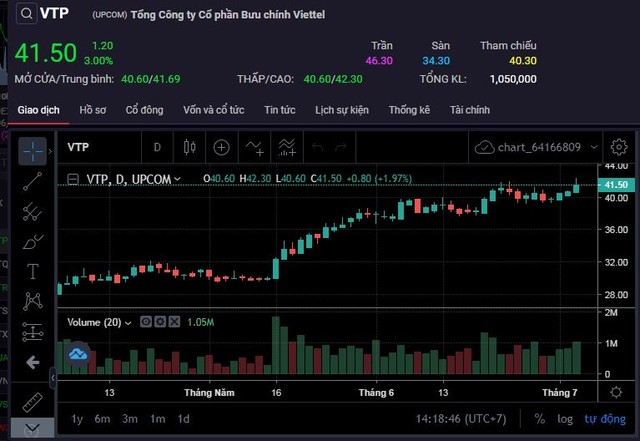 VTP (UPCOM) Tổng Công ty Cổ phần Bưu chính Viettel
41.50 1.20 3.00%
Trần Sàn Tham chiếu
46.30 34.30 40.30
MỞ CỬA/Trung bình: 40.60/41.69 THẤP/CAO: 40.60/42.30 TỔNG KL: 1,050,000
Giao dịch Hồ sơ Cổ đông Vốn và cổ tức Tin tức Lịch sự kiện Thống kê Tài chính
VTP D chart_64166809
VTP, D, UPCOM O40.60 H42.30 L40.60 C41.50 +0.80 (+1.97%)
44.00
41.50
40.00
36.00
32.00
28.00
Volume (20) 1.05M
2M
1M
0
13 Tháng Năm 16 Tháng 6 13 Tháng 7
1y 6m 3m 1m 1d 14:18:46 (UTC+7) % log tự động